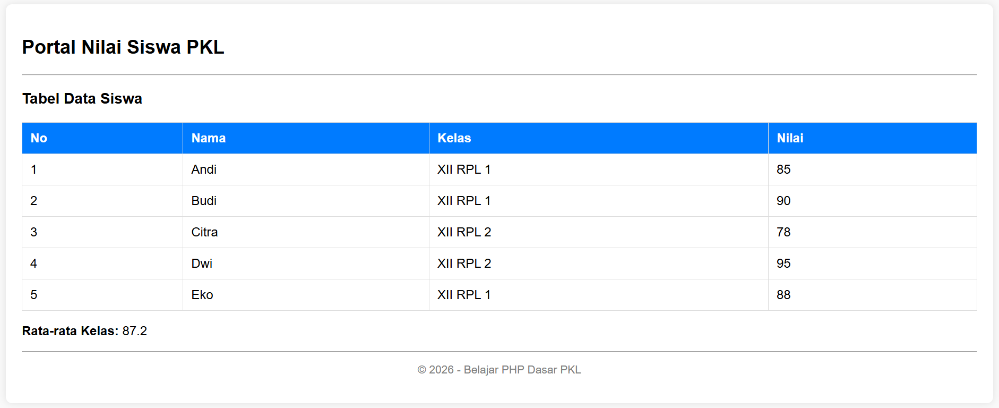 Portal Nilai Siswa PKL
Tabel Data Siswa
No Nama Kelas Nilai
1 Andi XII RPL 1 85
2 Budi XII RPL 1 90
3 Citra XII RPL 2 78
4 Dwi XII RPL 2 95
5 Eko XII RPL 1 88
Rata-rata Kelas: 87.2
© 2026 - Belajar PHP Dasar PKL